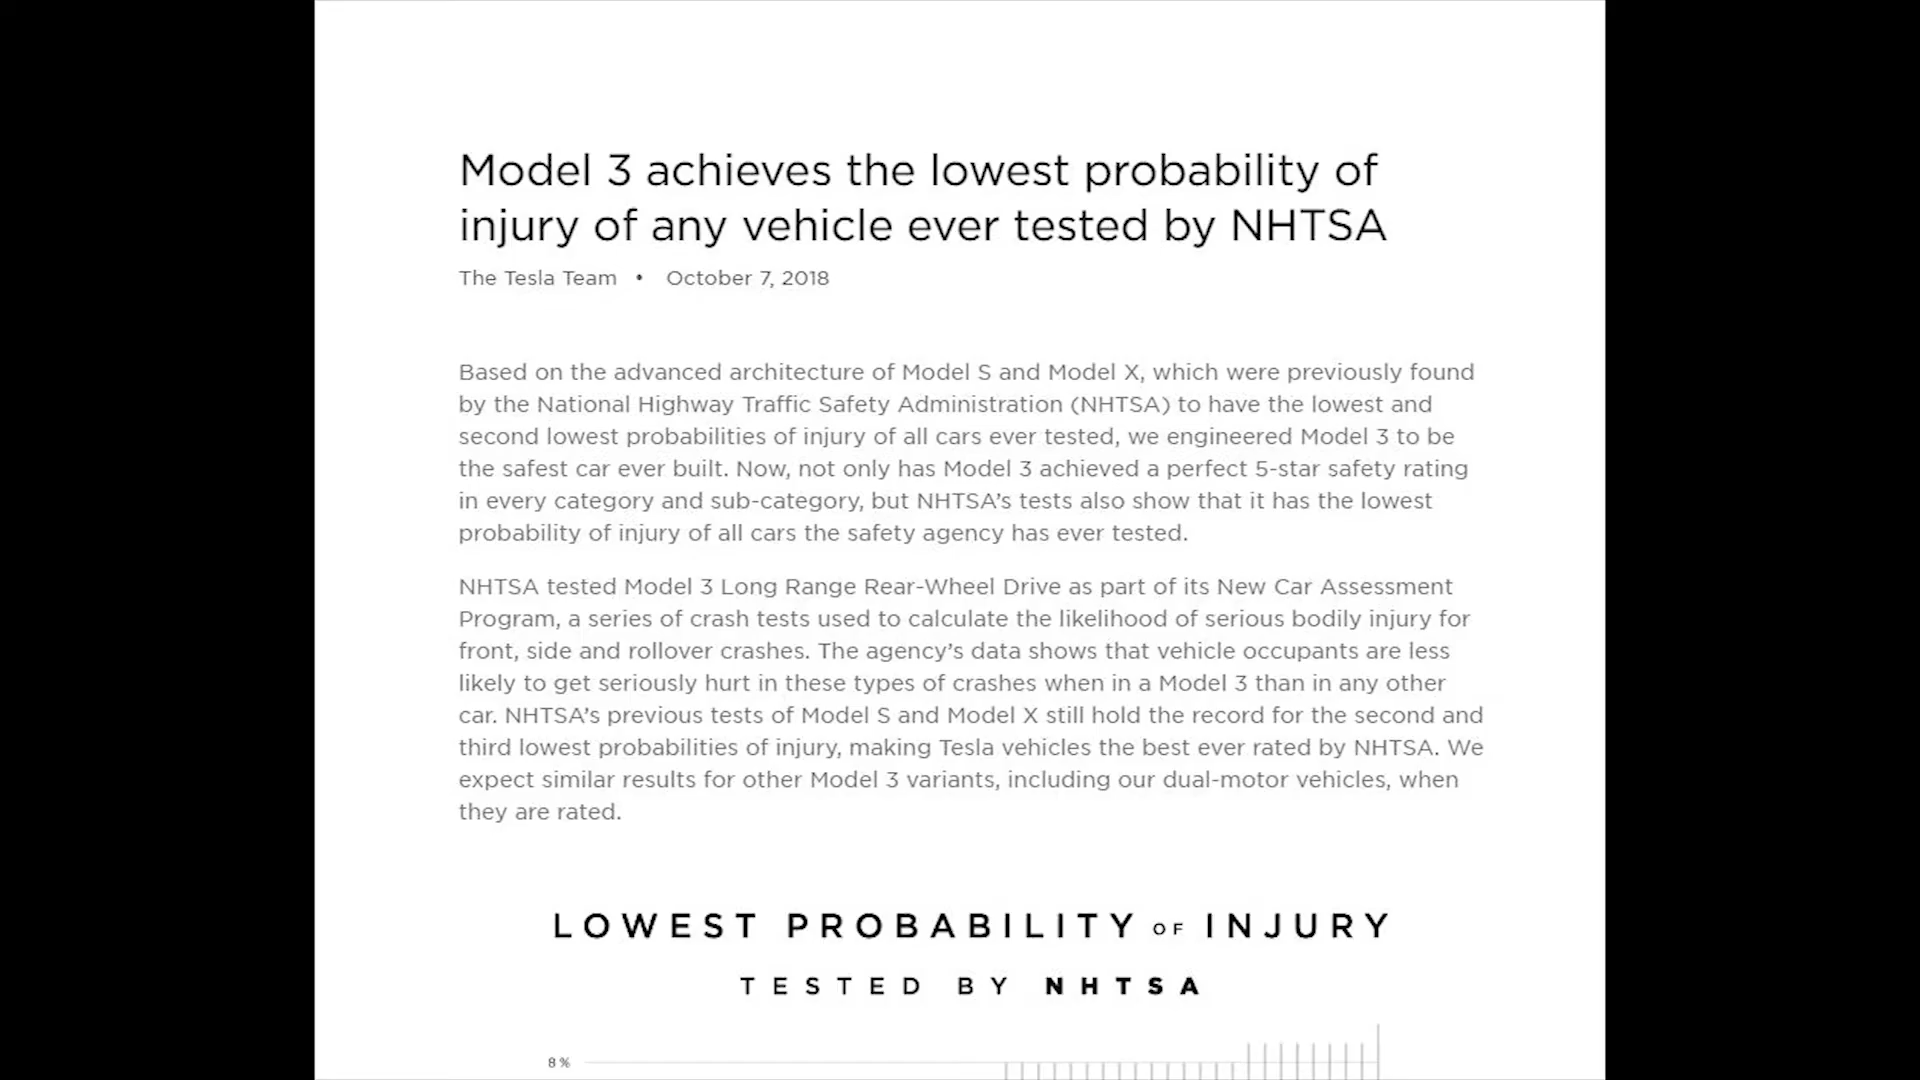 Model 3 achieves the lowest probability of
injury of any vehicle ever tested by NHTSA
The Tesla Team • October 7, 2018
Based on the advanced architecture of Model S and Model X, which were previously found
by the National Highway Traffic Safety Administration (NHTSA) to have the lowest and
second lowest probabilities of injury of all cars ever tested, we engineered Model 3 to be
the safest car ever built. Now, not only has Model 3 achieved a perfect 5-star safety rating
in every category and sub-category, but NHTSA’s tests also show that it has the lowest
probability of injury of all cars the safety agency has ever tested.
NHTSA tested Model 3 Long Range Rear-Wheel Drive as part of its New Car Assessment
Program, a series of crash tests used to calculate the likelihood of serious bodily injury for
front, side and rollover crashes. The agency’s data shows that vehicle occupants are less
likely to get seriously hurt in these types of crashes when in a Model 3 than in any other
car. NHTSA’s previous tests of Model S and Model X still hold the record for the second and
third lowest probabilities of injury, making Tesla vehicles the best ever rated by NHTSA. We
expect similar results for other Model 3 variants, including our dual-motor vehicles, when
they are rated.
LOWEST PROBABILITY OF INJURY
TESTED BY NHTSA
8 %